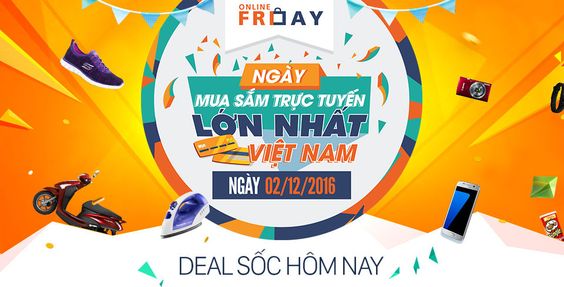 ONLINE
FRIDAY
NGÀY
MUA SẮM TRỰC TUYẾN
LỚN NHẤT
VIỆT NAM
NGÀY 02/12/2016
DEAL SỐC HÔM NAY